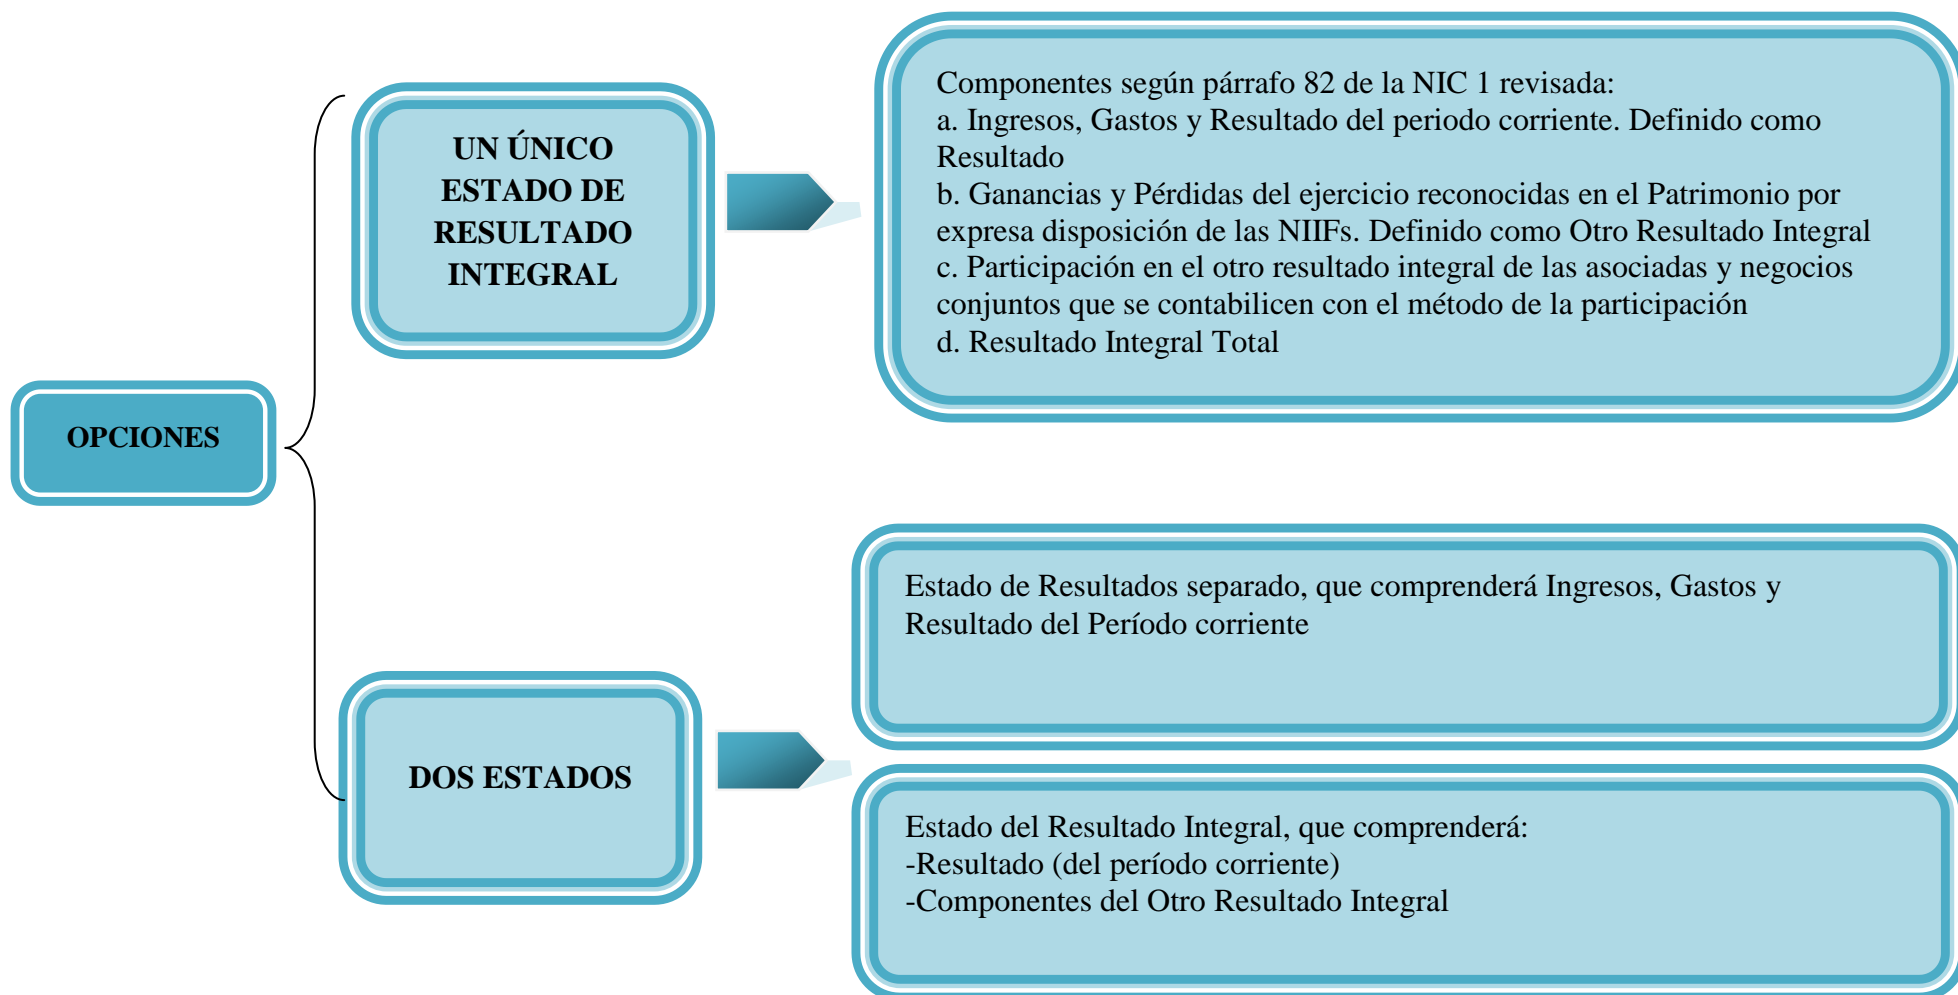 OPCIONES
UN ÚNICO
ESTADO DE
RESULTADO
INTEGRAL
Componentes según párrafo 82 de la NIC 1 revisada:
a. Ingresos, Gastos y Resultado del periodo corriente. Definido como
Resultado
b. Ganancias y Pérdidas del ejercicio reconocidas en el Patrimonio por
expresa disposición de las NIIFs. Definido como Otro Resultado Integral
c. Participación en el otro resultado integral de las asociadas y negocios
conjuntos que se contabilicen con el método de la participación
d. Resultado Integral Total
DOS ESTADOS
Estado de Resultados separado, que comprenderá Ingresos, Gastos y
Resultado del Período corriente
Estado del Resultado Integral, que comprenderá:
-Resultado (del período corriente)
-Componentes del Otro Resultado Integral